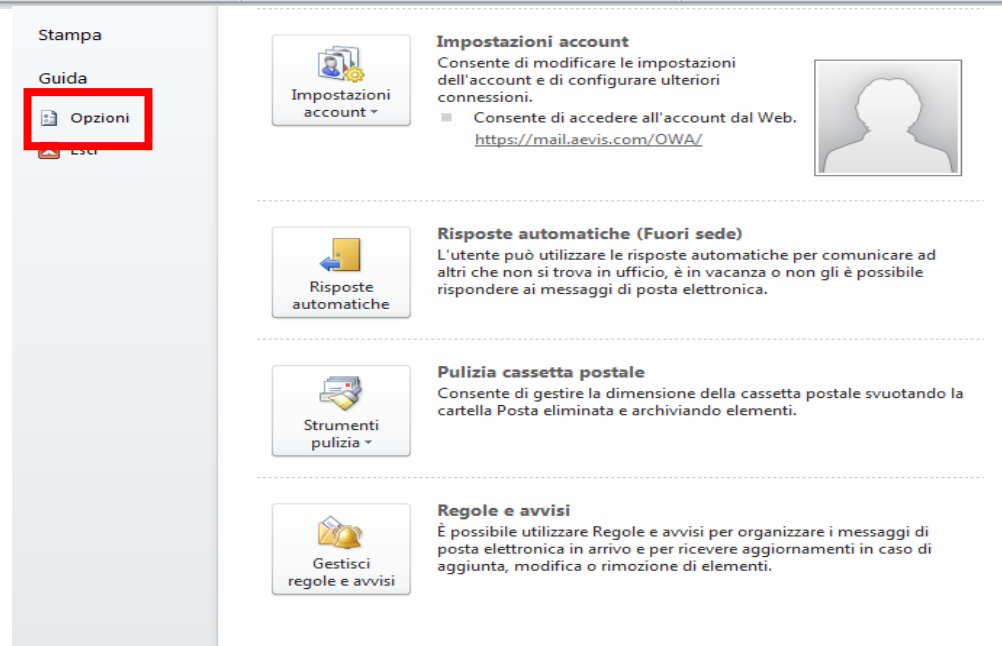 Stampa
Guida
Opzioni
Esci
Impostazioni
account
Impostazioni account
Consente di modificare le impostazioni
dell'account e di configurare ulteriori
connessioni.
Consente di accedere all'account dal Web.
https://mail.aevis.com/OWA/
Risposte
automatiche
Risposte automatiche (Fuori sede)
L'utente può utilizzare le risposte automatiche per comunicare ad
altri che non si trova in ufficio, è in vacanza o non gli è possibile
rispondere ai messaggi di posta elettronica.
Strumenti
pulizia
Pulizia cassetta postale
Consente di gestire la dimensione della cassetta postale svuotando la
cartella Posta eliminata e archiviando elementi.
Gestisci
regole e avvisi
Regole e avvisi
È possibile utilizzare Regole e avvisi per organizzare i messaggi di
posta elettronica in arrivo e per ricevere aggiornamenti in caso di
aggiunta, modifica o rimozione di elementi.